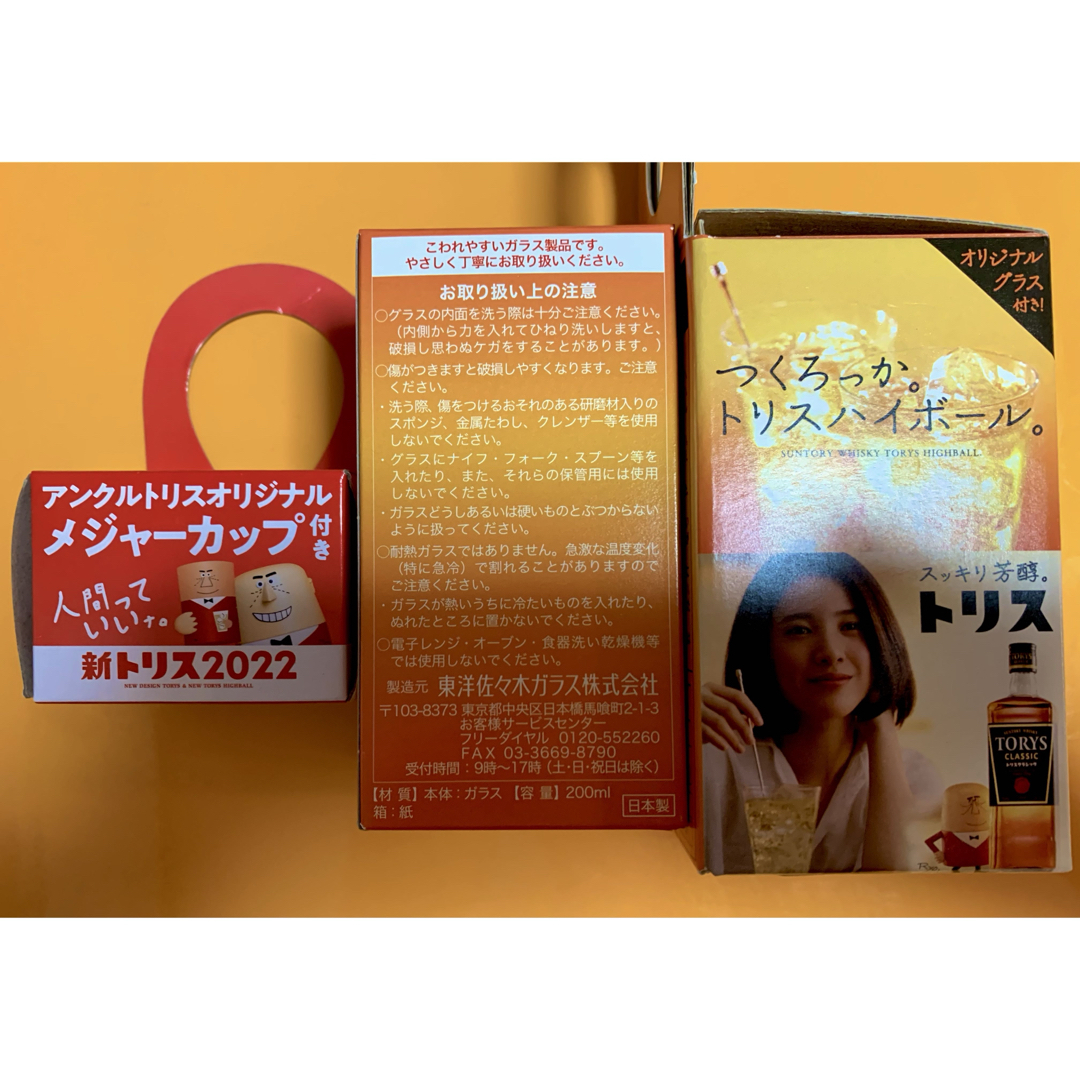 アンクルトリスオリジナル
メジャーカップ付き
人間って
いいナ。
新トリス2022
NEW DESIGN TORYS & NEW TORYS HIGHBALL
こわれやすいガラス製品です。
やさしく丁寧にお取り扱いください。
お取り扱い上の注意
○グラスの内面を洗う際は十分ご注意ください。
（内側から力を入れてひねり洗いしますと、
破損し思わぬケガをすることがあります。）
○傷がつきますと破損しやすくなります。ご注意
ください。
・洗う際、傷をつけるおそれのある研磨材入りの
スポンジ、金属たわし、クレンザー等を使用
しないでください。
・グラスにナイフ・フォーク・スプーン等を
入れたり、また、それらの保管用には使用
しないでください。
・ガラスどうしあるいは硬いものとぶつからない
ように扱ってください。
○耐熱ガラスではありません。急激な温度変化
（特に急冷）で割れることがありますので
ご注意ください。
・ガラスが熱いうちに冷たいものを入れたり、
ぬれたところに置かないでください。
○電子レンジ・オーブン・食器洗い乾燥機等
では使用しないでください。
製造元 東洋佐々木ガラス株式会社
〒103-8373 東京都中央区日本橋馬喰町2-1-3
お客様サービスセンター
フリーダイヤル 0120-552260
FAX 03-3669-8790
受付時間：9時～17時（土・日・祝日は除く）
【材 質】本体：ガラス 【容 量】200ml
箱：紙
日本製
オリジナル
グラス
付き!
つくろっか。
トリスハイボール。
SUNTORY WHISKY TORYS HIGHBALL
スッキリ芳醇。
トリス
TORYS
CLASSIC
トリスクラシック